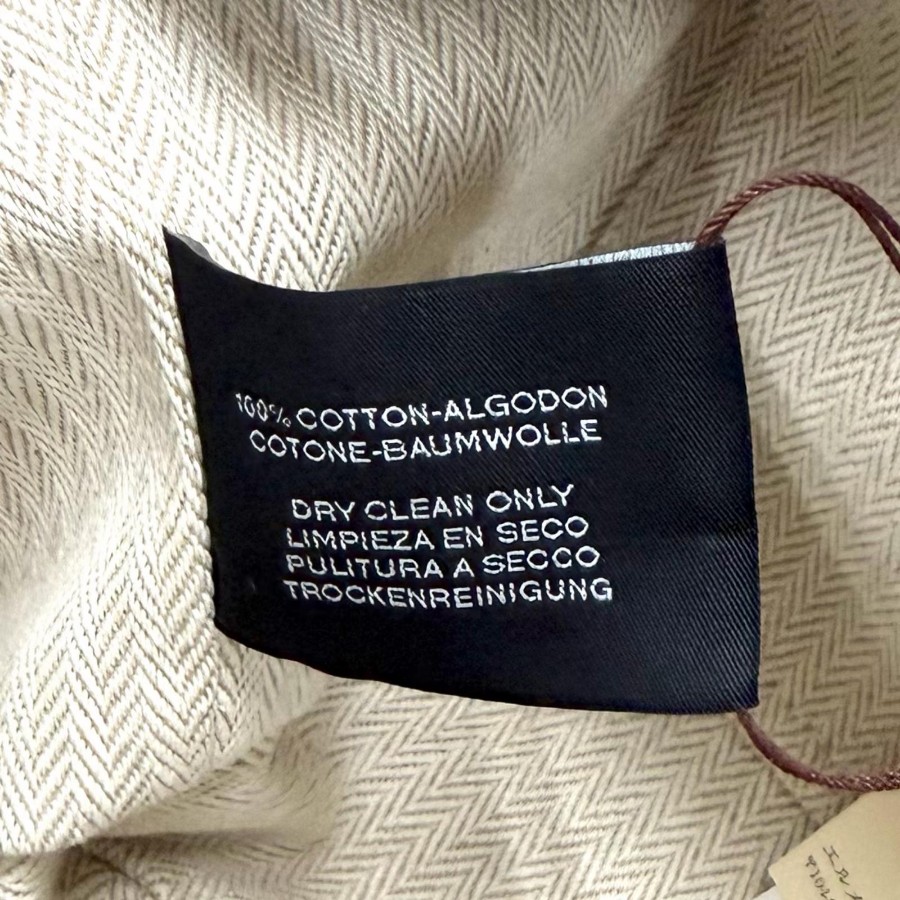 100% COTTON-ALGODON
COTONE-BAUMWOLLE
DRY CLEAN ONLY
LIMPIEZA EN SECO
PULITURA A SECCO
TROCKENREINIGUNG